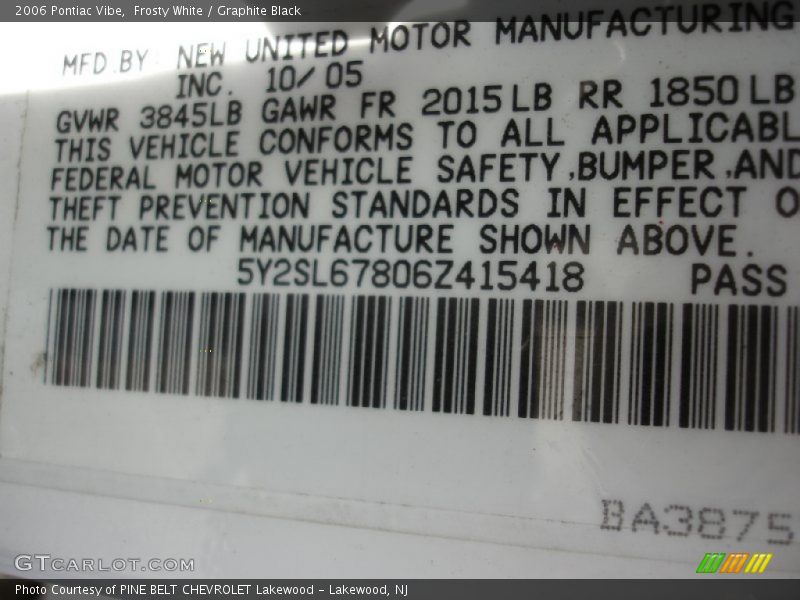 2006 Pontiac Vibe, Frosty White / Graphite Black
MFD.BY: NEW UNITED MOTOR MANUFACTURING
INC. 10/05
GVWR 3845LB GAWR FR 2015LB RR 1850LB
THIS VEHICLE CONFORMS TO ALL APPLICABL
FEDERAL MOTOR VEHICLE SAFETY,BUMPER,AND
THEFT PREVENTION STANDARDS IN EFFECT O
THE DATE OF MANUFACTURE SHOWN ABOVE.
5Y2SL67806Z415418 PASS
BA3875
GTCarlot.com
Photo Courtesy of PINE BELT CHEVROLET Lakewood - Lakewood, NJ